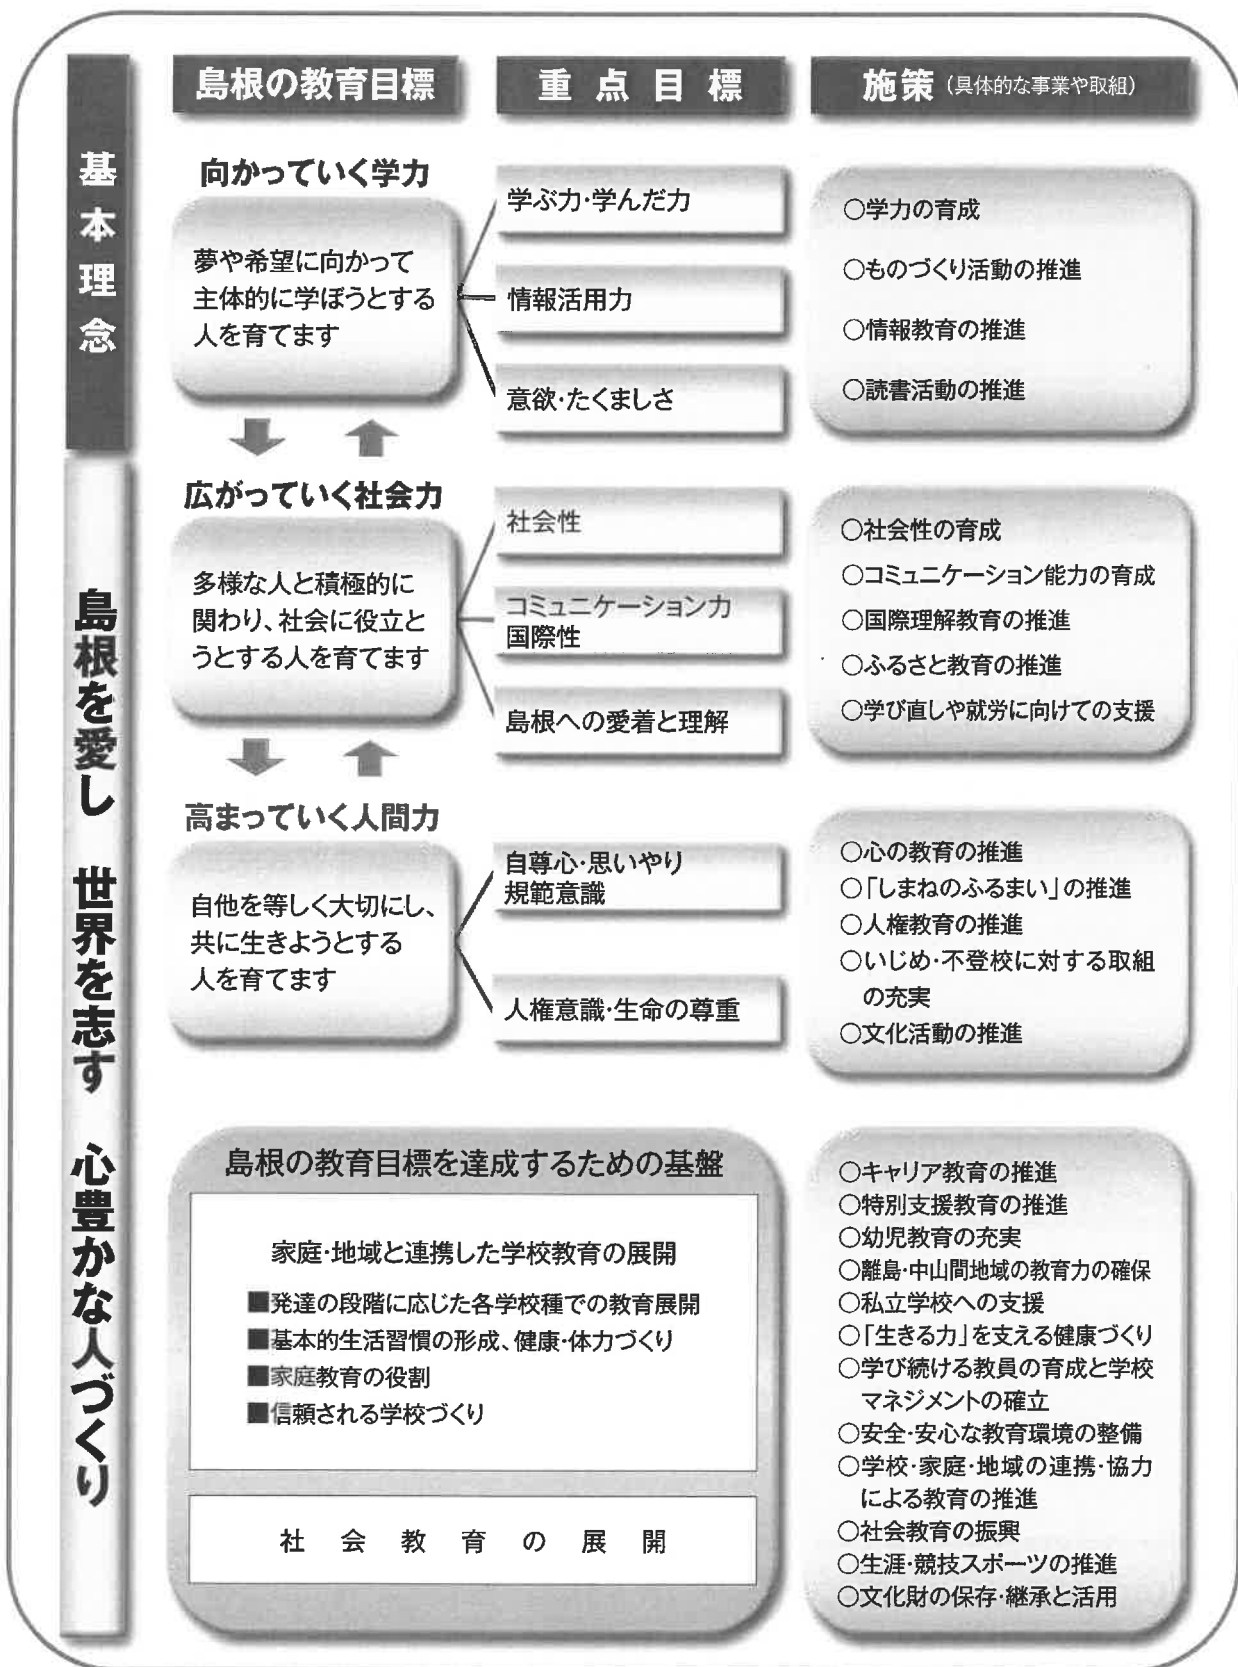 基本理念
島根を愛し 世界を志す 心豊かな人づくり
島根の教育目標
重点目標
施策(具体的な事業や取組)
向かっていく学力
夢や希望に向かって
主体的に学ぼうとする
人を育てます
学ぶ力・学んだ力
情報活用力
意欲・たくましさ
○学力の育成
○ものづくり活動の推進
○情報教育の推進
○読書活動の推進
広がっていく社会力
多様な人と積極的に
関わり、社会に役立と
うとする人を育てます
社会性
コミュニケーション力
国際性
島根への愛着と理解
○社会性の育成
○コミュニケーション能力の育成
○国際理解教育の推進
○ふるさと教育の推進
○学び直しや就労に向けての支援
高まっていく人間力
自他を等しく大切にし、
共に生きようとする
人を育てます
自尊心・思いやり
規範意識
人権意識・生命の尊重
○心の教育の推進
○「しまねのふるまい」の推進
○人権教育の推進
○いじめ・不登校に対する取組
の充実
○文化活動の推進
島根の教育目標を達成するための基盤
家庭・地域と連携した学校教育の展開
■発達の段階に応じた各学校種での教育展開
■基本的生活習慣の形成、健康・体力づくり
■家庭教育の役割
■信頼される学校づくり
社会教育の展開
○キャリア教育の推進
○特別支援教育の推進
○幼児教育の充実
○離島・中山間地域の教育力の確保
○私立学校への支援
○「生きる力」を支える健康づくり
○学び続ける教員の育成と学校
マネジメントの確立
○安全・安心な教育環境の整備
○学校・家庭・地域の連携・協力
による教育の推進
○社会教育の振興
○生涯・競技スポーツの推進
○文化財の保存・継承と活用